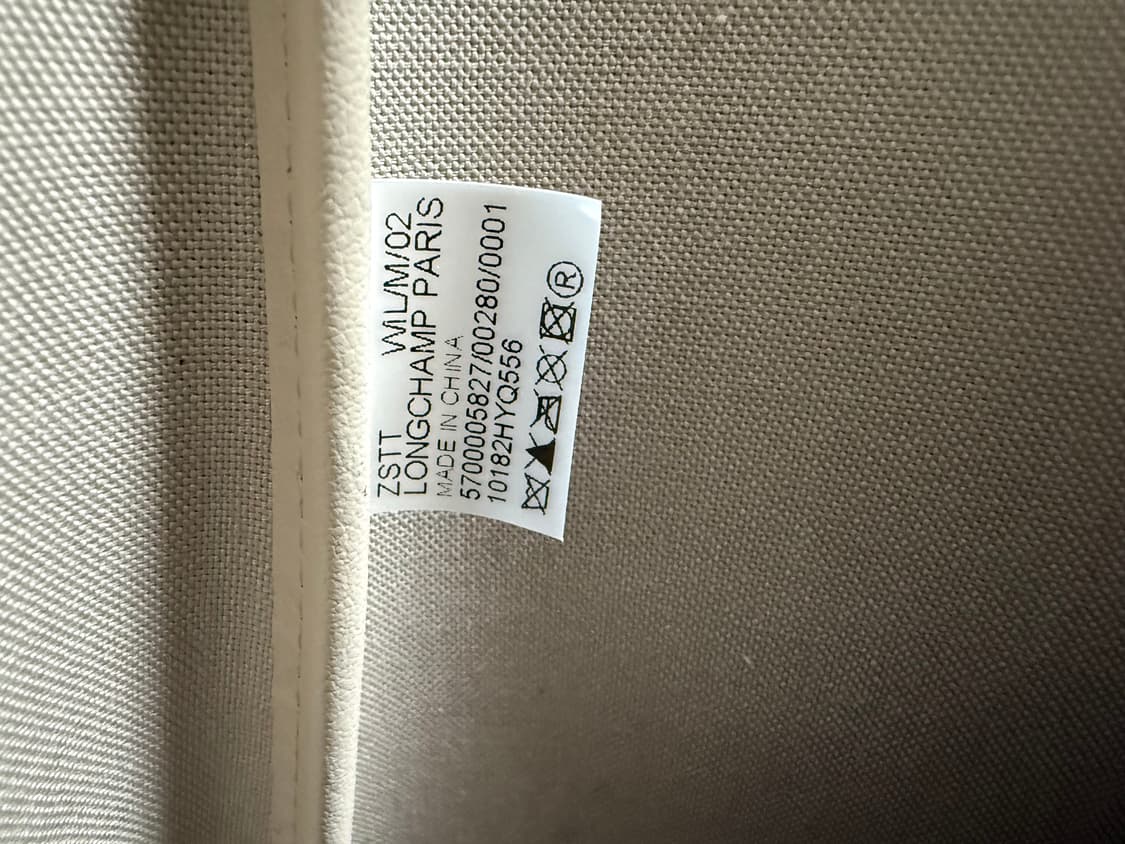 ZSTT WL/M/02
LONGCHAMP PARIS
MADE IN CHINA
5700005827/00280/0001
10182HYQ556
®